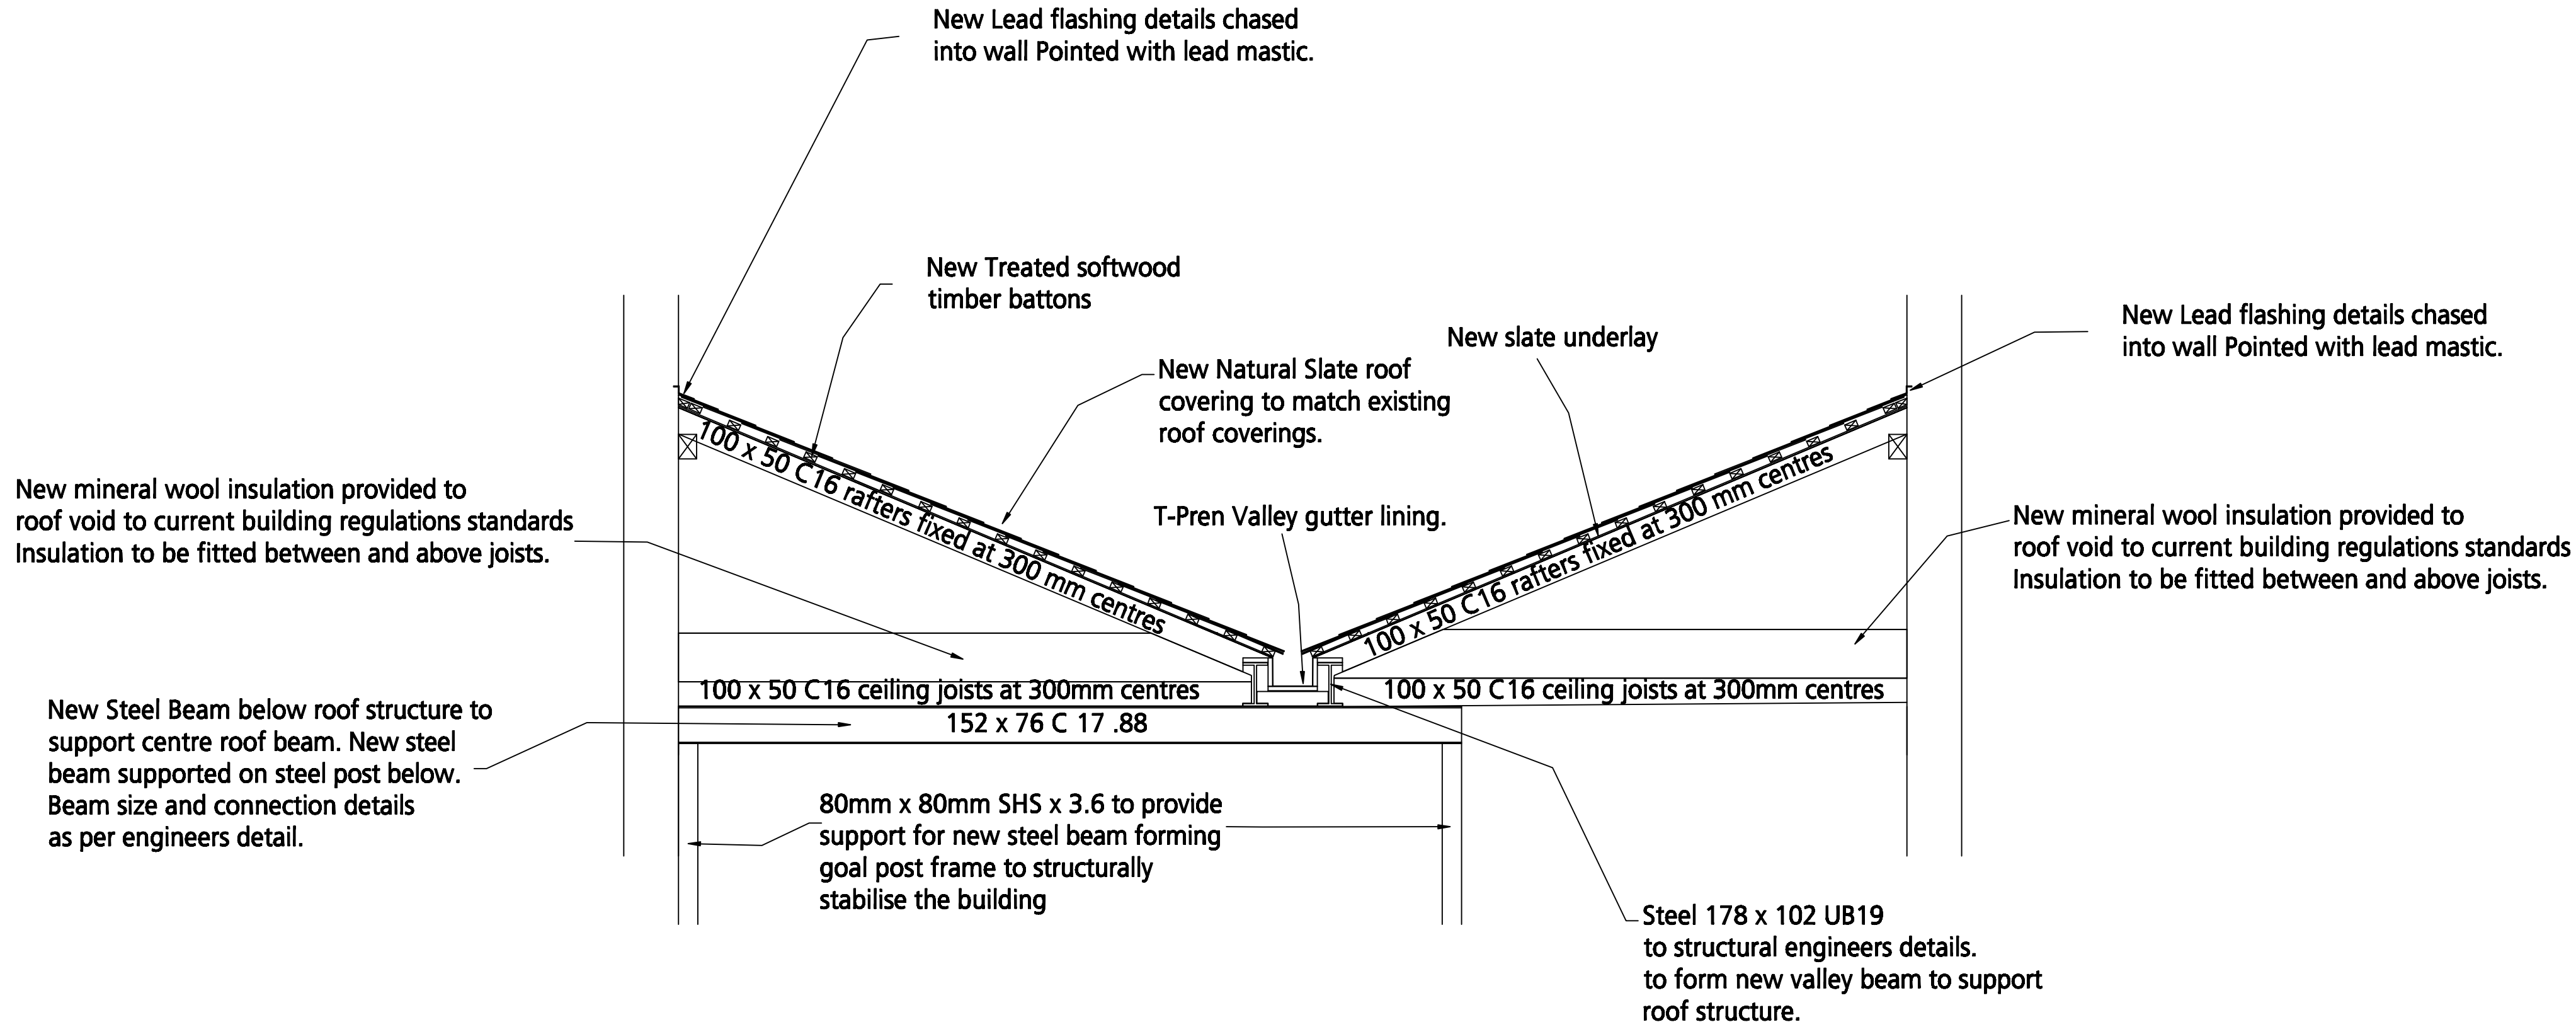 New Lead flashing details chased
into wall Pointed with lead mastic.
New Treated softwood
timber battons
New Natural Slate roof
covering to match existing
roof coverings.
New slate underlay
New Lead flashing details chased
into wall Pointed with lead mastic.
100 x 50 C16 rafters fixed at 300 mm centres
100 x 50 C16 rafters fixed at 300 mm centres
New mineral wool insulation provided to
roof void to current building regulations standards
Insulation to be fitted between and above joists.
T-Pren Valley gutter lining.
New mineral wool insulation provided to
roof void to current building regulations standards
Insulation to be fitted between and above joists.
100 x 50 C16 ceiling joists at 300mm centres
100 x 50 C16 ceiling joists at 300mm centres
New Steel Beam below roof structure to
support centre roof beam. New steel
beam supported on steel post below.
Beam size and connection details
as per engineers detail.
152 x 76 C 17 .88
80mm x 80mm SHS x 3.6 to provide
support for new steel beam forming
goal post frame to structurally
stabilise the building
Steel 178 x 102 UB19
to structural engineers details.
to form new valley beam to support
roof structure.